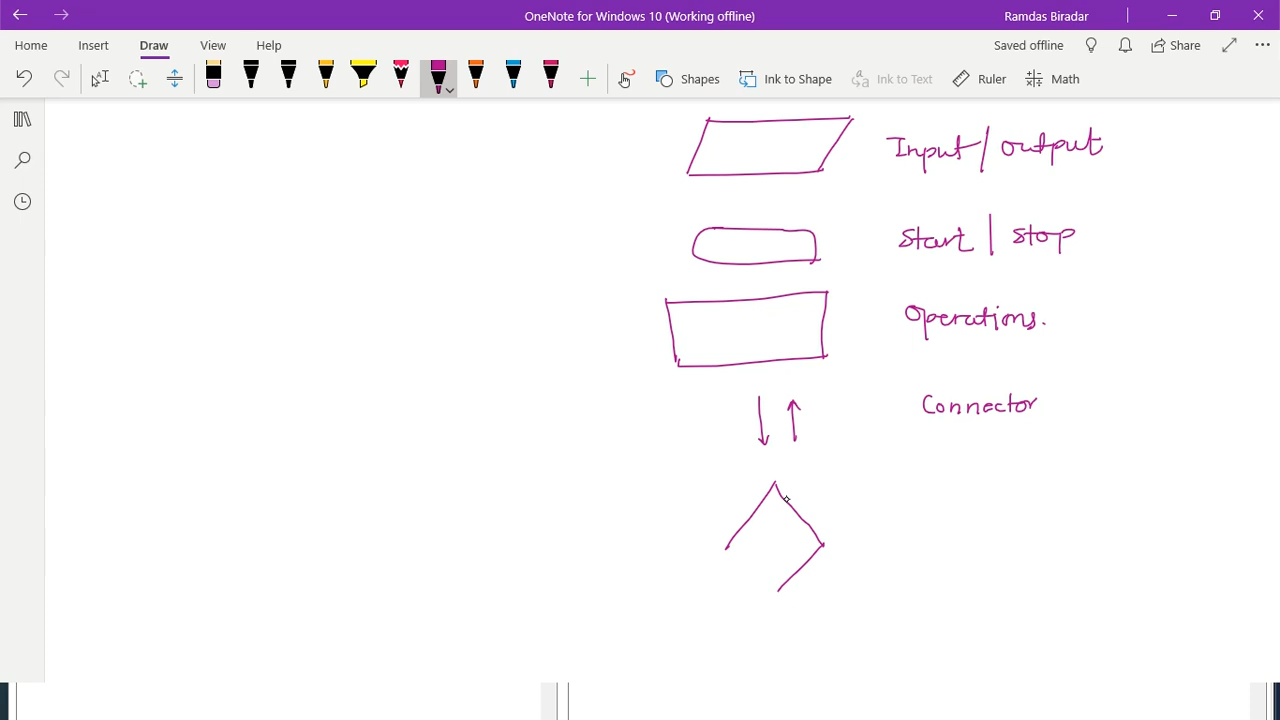 OneNote for Windows 10 (Working offline)
Ramdas Biradar
Home Insert Draw View Help
Saved offline Share
Shapes Ink to Shape Ink to Text Ruler Math
Input/output
Start | stop
Operations.
Connector